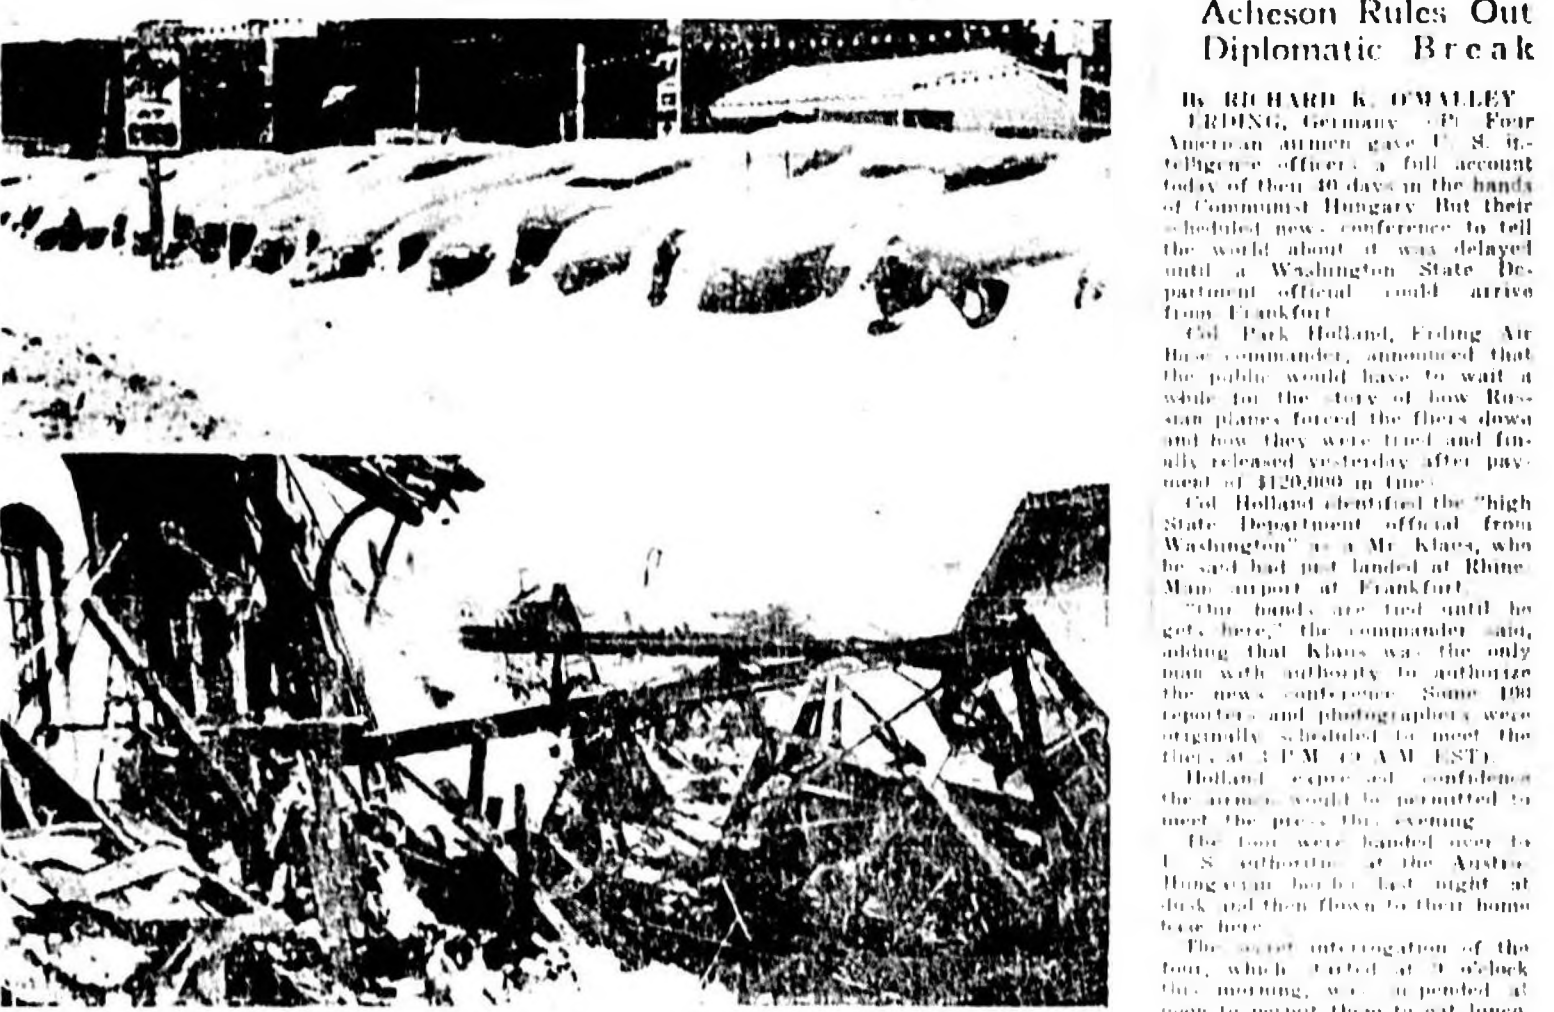 Acheson Rules Out
Diplomatic Break
By RICHARD K. O'MALLEY
ERDING, Germany Four
American airmen gave U. S. in-
telligence officers a full account
today of their 40 days in the hands
of Communist Hungary But their
scheduled news conference to tell
the world about it was delayed
until a Washington State De-
partment official could arrive
from Frankfurt
Col. Park Holland, Erding Air
Base commander, announced that
the public would have to wait a
while for the story of how Rus-
sian planes forced the fliers down
and how they were tried and fin-
ally released yesterday after pay-
ment of $120,000 in fines
Col Holland identified the "high
State Department official from
Washington" as a Mr. Klaus, who
he said had just landed at Rhine
Main airport at Frankfurt.
"Our hands are tied until he
gets here," the commander said,
adding that Klaus was the only
man with authority to authorize
the news conference Some 100
reporters and photographers were
originally scheduled to meet the
fliers at 3 P.M. (9 A.M. EST).
Holland expressed confidence
the airmen would be permitted to
meet the press this evening
The four were handed over to
U. S. authorities at the Austro-
Hungarian border last night at
dusk and then flown to their home
base here
The interrogation of the
four, which started at 9 o'clock
this morning, was suspended at
noon to permit them to eat lunch.